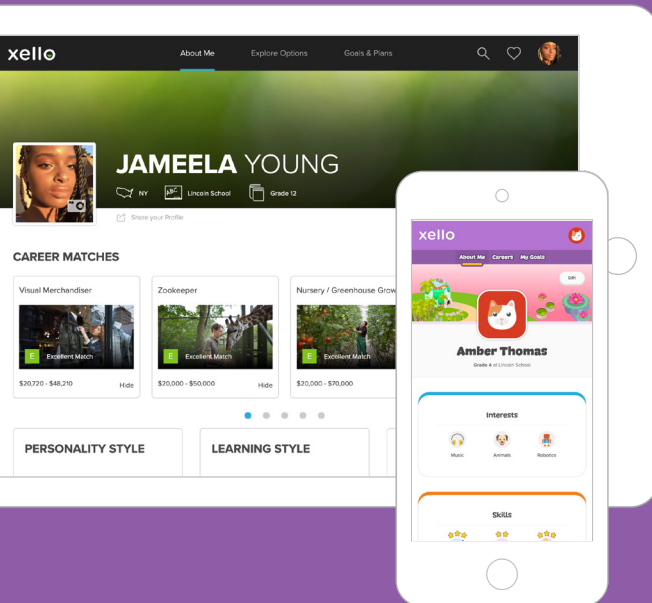 xello
About Me Explore Options Goals & Plans
JAMEELA YOUNG
NY ABC Lincoln School Grade 12
Share your Profile
CAREER MATCHES
Visual Merchandiser
E Excellent Match
$20,720 - $48,210 Hide
Zookeeper
E Excellent Match
$20,000 - $50,000 Hide
Nursery / Greenhouse Grow
E Excellent Match
$20,000 - $70,000
PERSONALITY STYLE
LEARNING STYLE
xello
About Me Careers My Goals
Edit
Amber Thomas
Grade 4 at Lincoln School
Interests
Music Animals Robotics
Skills